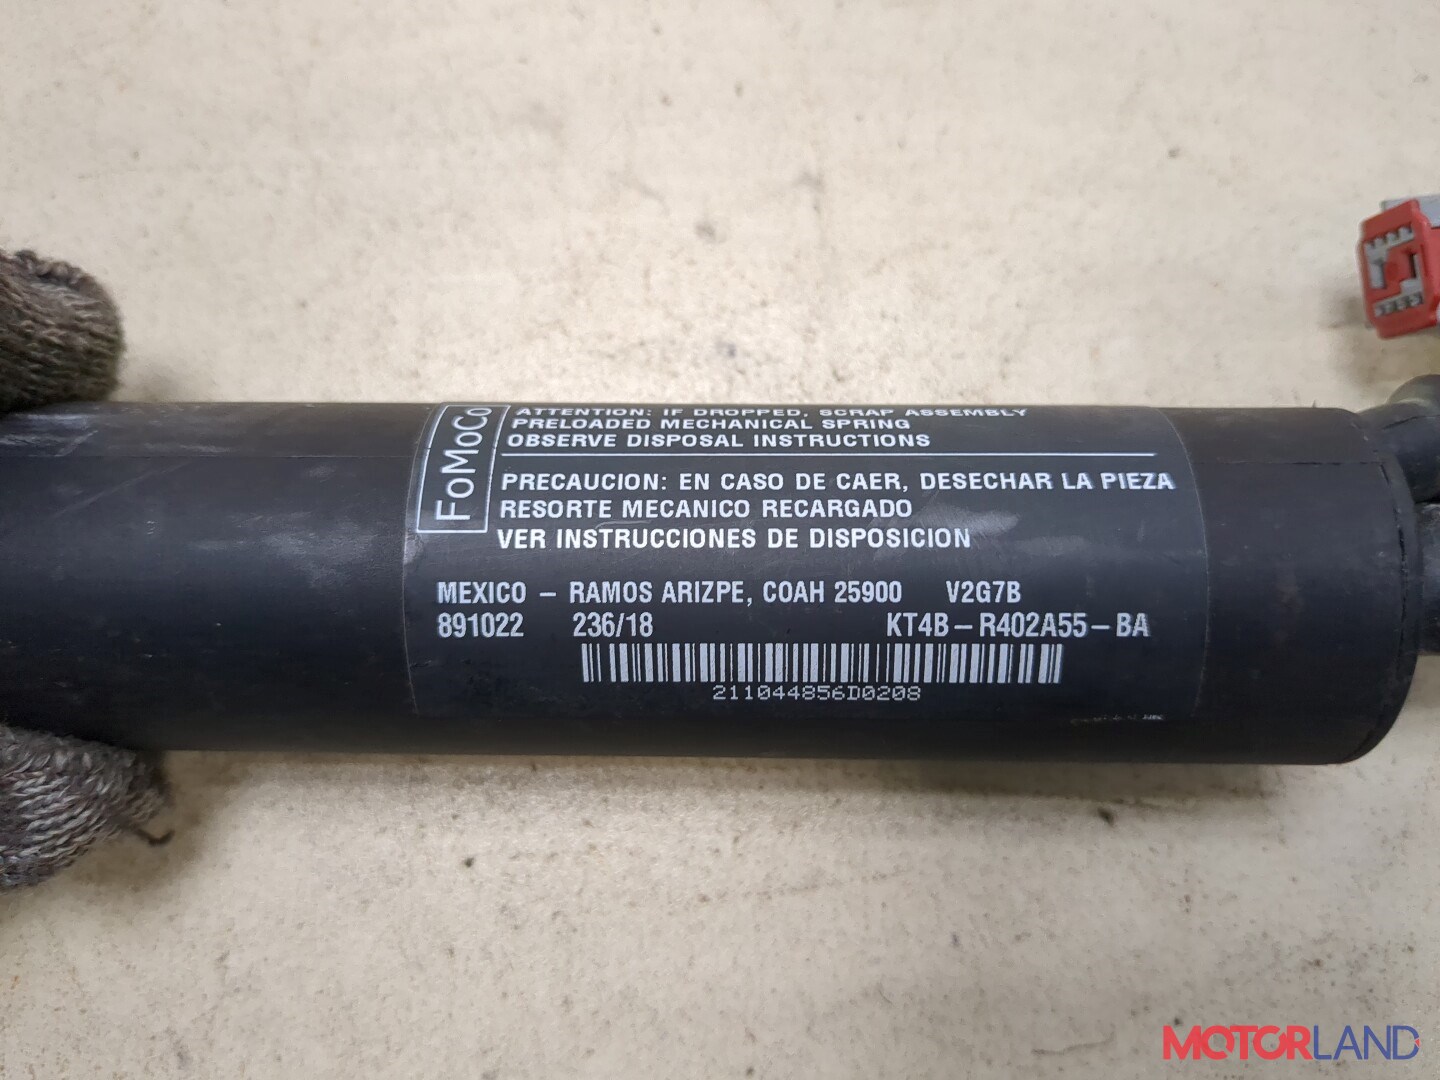 FoMoCo
ATTENTION: IF DROPPED, SCRAP ASSEMBLY
PRELOADED MECHANICAL SPRING
OBSERVE DISPOSAL INSTRUCTIONS
PRECAUCION: EN CASO DE CAER, DESECHAR LA PIEZA
RESORTE MECANICO RECARGADO
VER INSTRUCCIONES DE DISPOSICION
MEXICO – RAMOS ARIZPE, COAH 25900 V2G7B
891022 236/18 KT4B – R402A55 – BA
211044856D0208
MOTORLAND